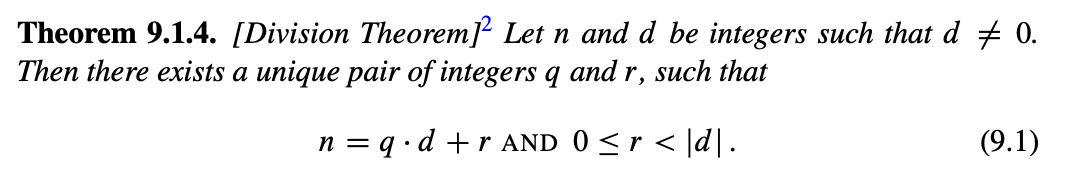 Theorem 9.1.4. [Division Theorem]² Let n and d be integers such that d ≠ 0.
Then there exists a unique pair of integers q and r, such that
n = q · d + r AND 0 ≤ r < |d| . (9.1)